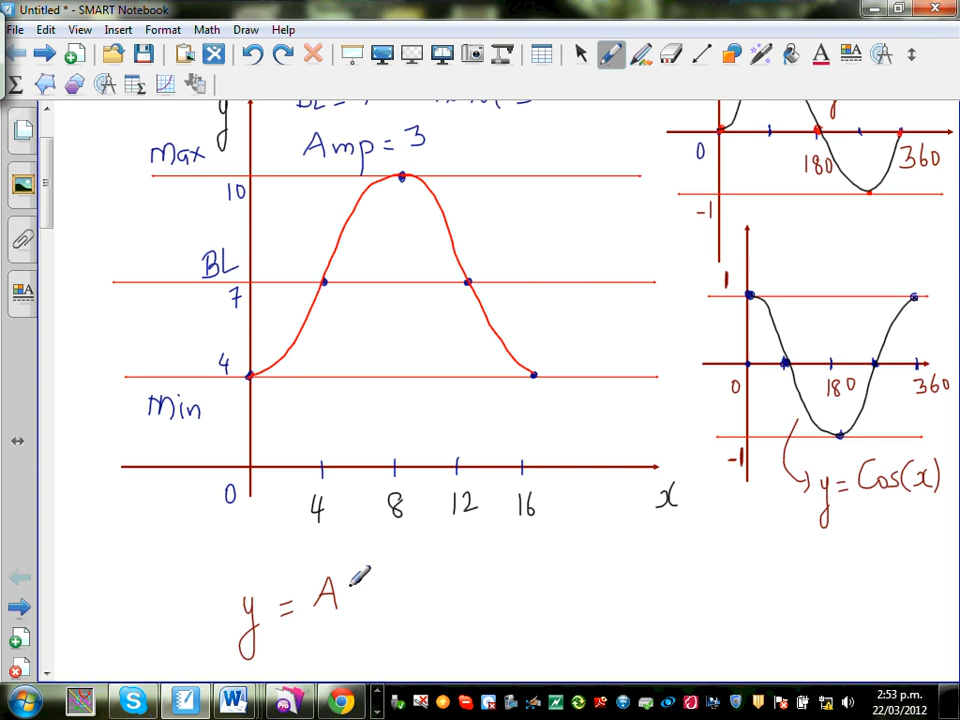 Untitled * - SMART Notebook
File Edit View Insert Format Math Draw Help
y
Amp = 3
Max
10
BL
7
4
Min
0
4 8 12 16 x
y = A
0 180 360
-1
1
0 180 360
-1
y = Cos(x)
2:53 p.m.
22/03/2012